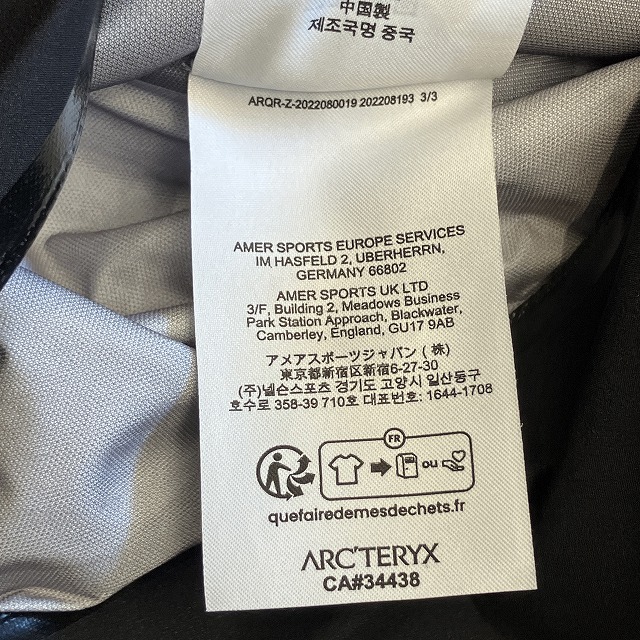 中国製
제조국명 중국
ARQR-Z-2022080019 202208193 3/3
AMER SPORTS EUROPE SERVICES
IM HASFELD 2, UBERHERRN,
GERMANY 66802
AMER SPORTS UK LTD
3/F, Building 2, Meadows Business
Park Station Approach, Blackwater,
Camberley, England, GU17 9AB
アメアスポーツジャパン ( 株 )
東京都新宿区新宿6-27-30
(주)넬슨스포츠 경기도 고양시 일산동구
호수로 358-39 710호 대표번호: 1644-1708
FR
ou
quefairedemesdechets.fr
ARC'TERYX
CA#34438